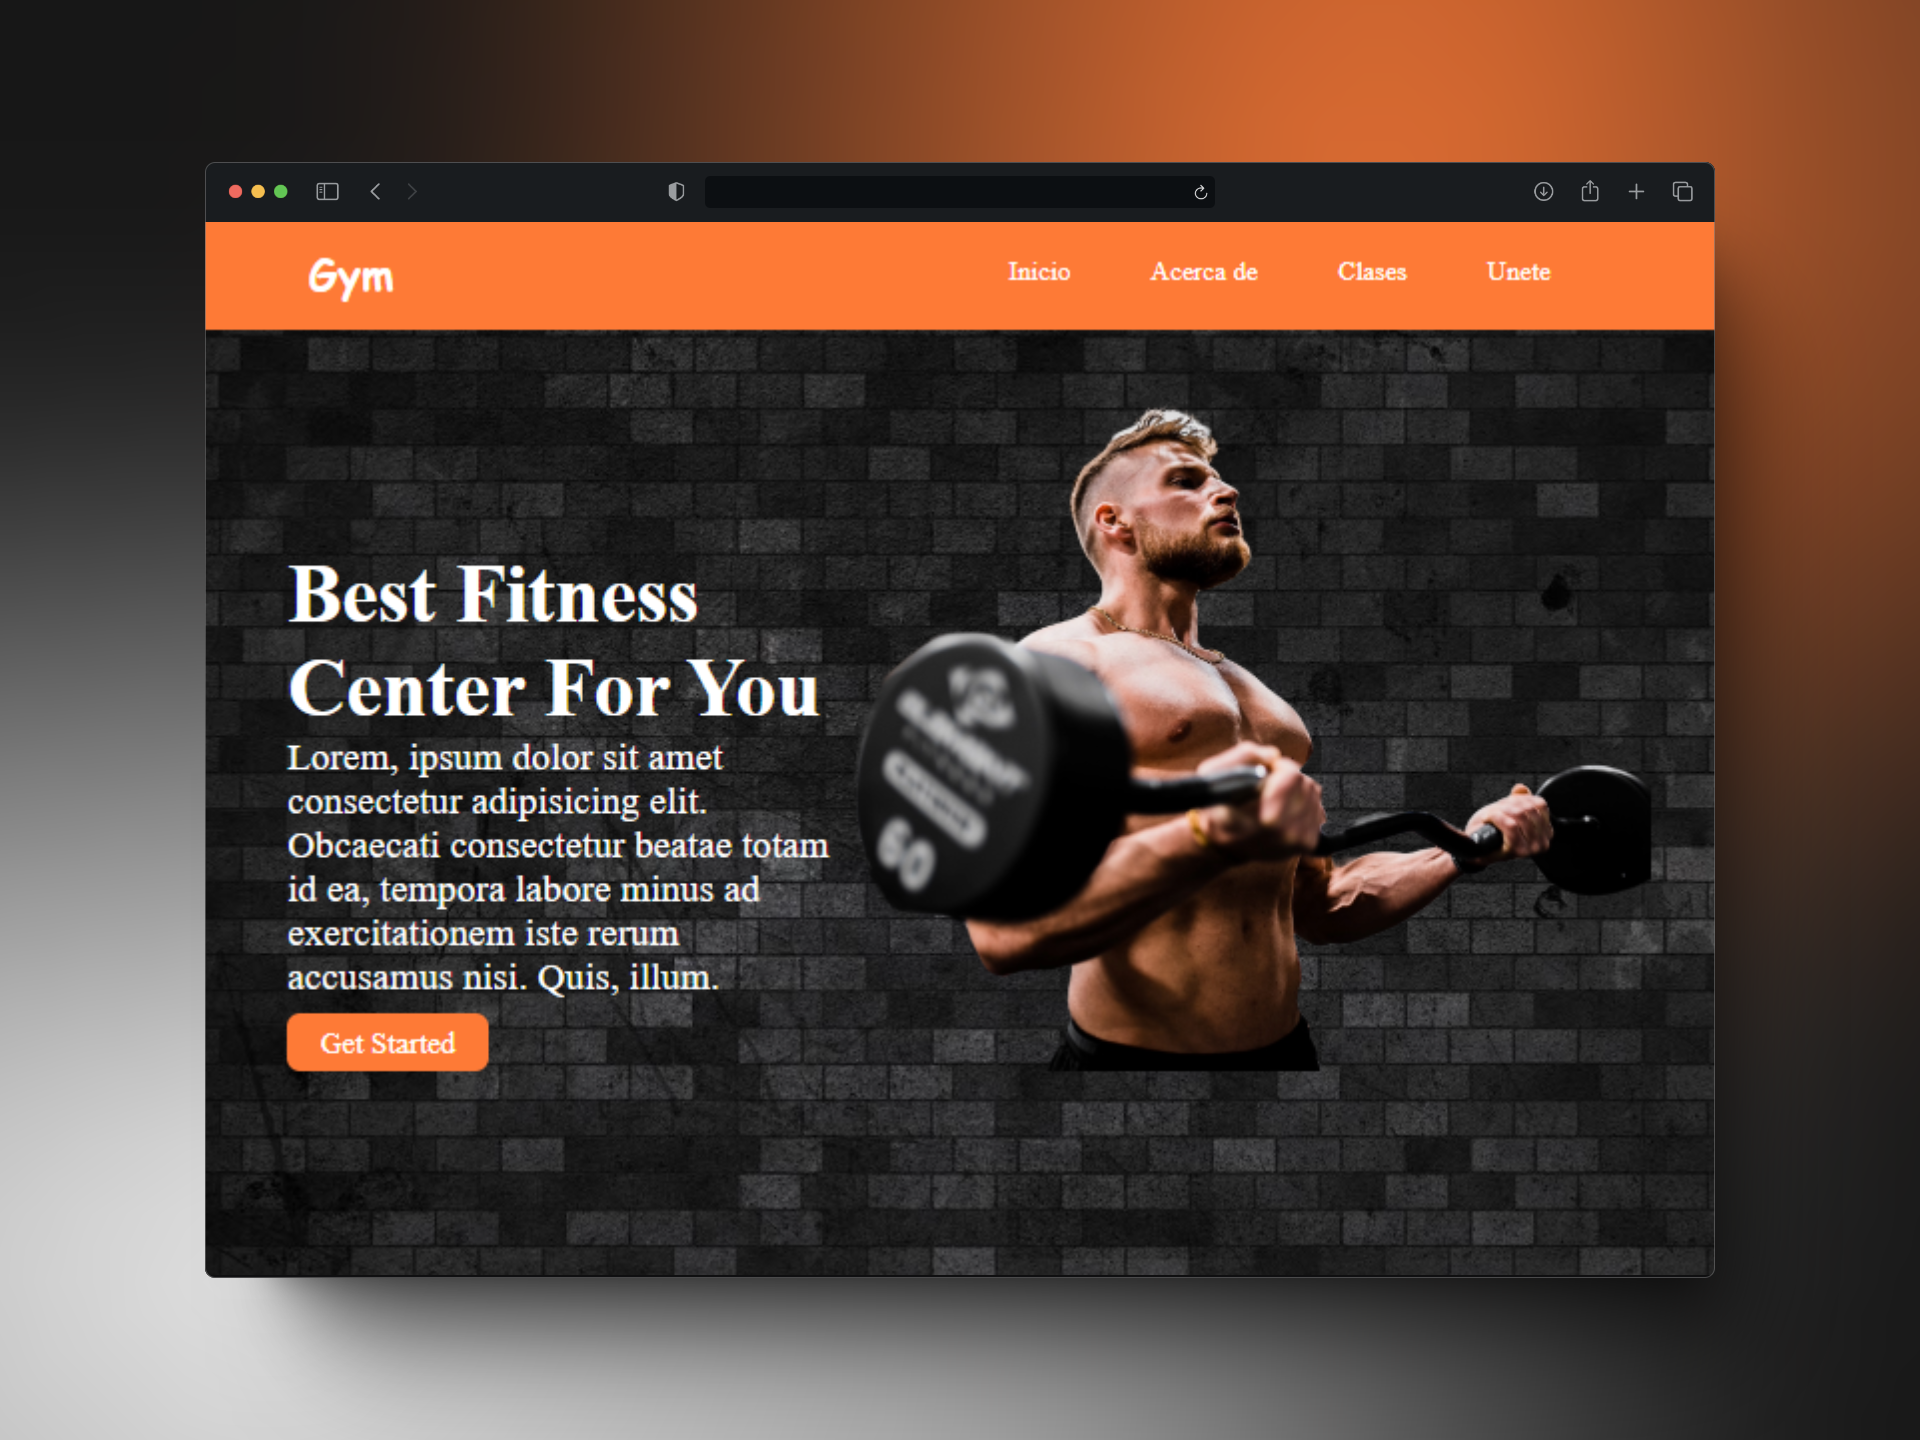 Gym
Inicio
Acerca de
Clases
Unete
Best Fitness
Center For You
Lorem, ipsum dolor sit amet
consectetur adipisicing elit.
Obcaecati consectetur beatae totam
id ea, tempora labore minus ad
exercitationem iste rerum
accusamus nisi. Quis, illum.
Get Started
60